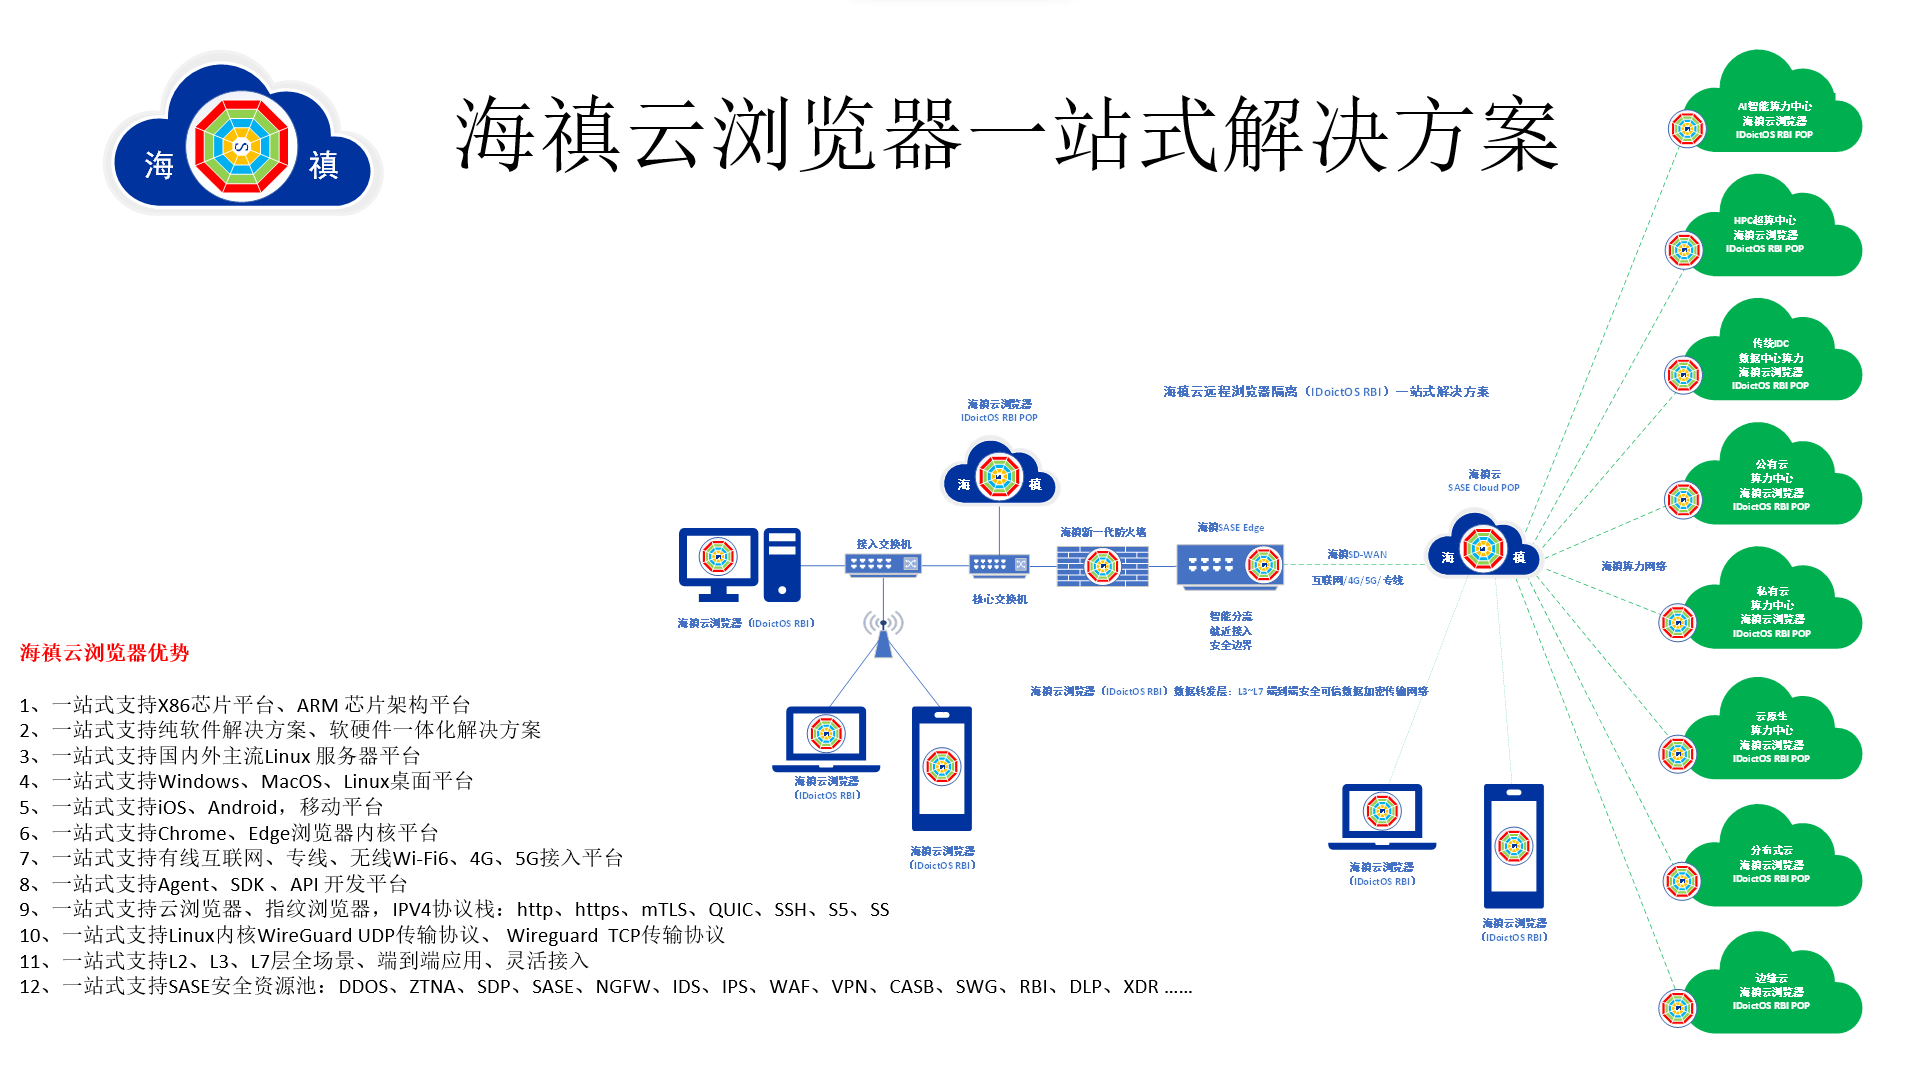 海 禛
海禛云浏览器一站式解决方案
AI智能算力中心
海禛云浏览器
IDoictOS RBI POP
HPC超算中心
海禛云浏览器
IDoictOS RBI POP
传统IDC
数据中心算力
海禛云浏览器
IDoictOS RBI POP
公有云
算力中心
海禛云浏览器
IDoictOS RBI POP
私有云
算力中心
海禛云浏览器
IDoictOS RBI POP
云原生
算力中心
海禛云浏览器
IDoictOS RBI POP
分布式云
海禛云浏览器
IDoictOS RBI POP
边缘云
海禛云浏览器
IDoictOS RBI POP
海禛云远程浏览器隔离（IDoictOS RBI）一站式解决方案
海禛云浏览器
IDoictOS RBI POP
海 禛
海禛云
SASE Cloud POP
海 禛
接入交换机
核心交换机
海禛新一代防火墙
海禛SASE Edge
海禛SD-WAN
互联网/4G/5G/专线
海禛算力网络
智能分流
就近接入
安全边界
海禛云浏览器（IDoictOS RBI）
海禛云浏览器（IDoictOS RBI）数据转发层：L3~L7 端到端安全可信数据加密传输网络
海禛云浏览器
（IDoictOS RBI）
海禛云浏览器
（IDoictOS RBI）
海禛云浏览器
（IDoictOS RBI）
海禛云浏览器
（IDoictOS RBI）
海禛云浏览器优势
1、一站式支持X86芯片平台、ARM 芯片架构平台
2、一站式支持纯软件解决方案、软硬件一体化解决方案
3、一站式支持国内外主流Linux 服务器平台
4、一站式支持Windows、MacOS、Linux桌面平台
5、一站式支持iOS、Android，移动平台
6、一站式支持Chrome、Edge浏览器内核平台
7、一站式支持有线互联网、专线、无线Wi-Fi6、4G、5G接入平台
8、一站式支持Agent、SDK 、API 开发平台
9、一站式支持云浏览器、指纹浏览器，IPV4协议栈：http、https、mTLS、QUIC、SSH、S5、SS
10、一站式支持Linux内核WireGuard UDP传输协议、 Wireguard  TCP传输协议
11、一站式支持L2、L3、L7层全场景、端到端应用、灵活接入
12、一站式支持SASE安全资源池：DDOS、ZTNA、SDP、SASE、NGFW、IDS、IPS、WAF、VPN、CASB、SWG、RBI、DLP、XDR ……